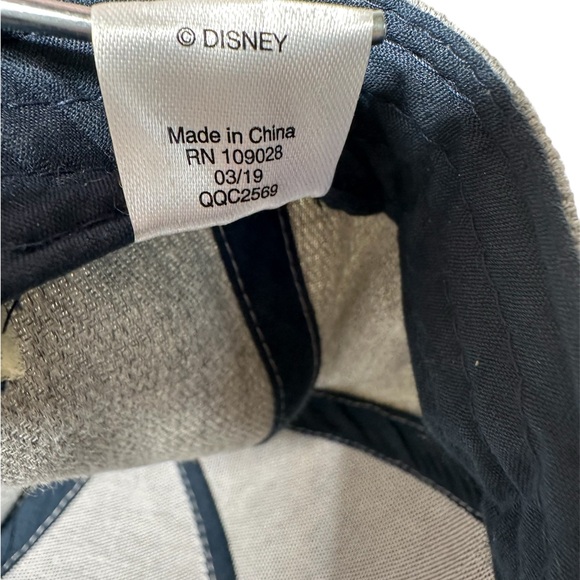 © DISNEY
Made in China
RN 109028
03/19
QQC2569